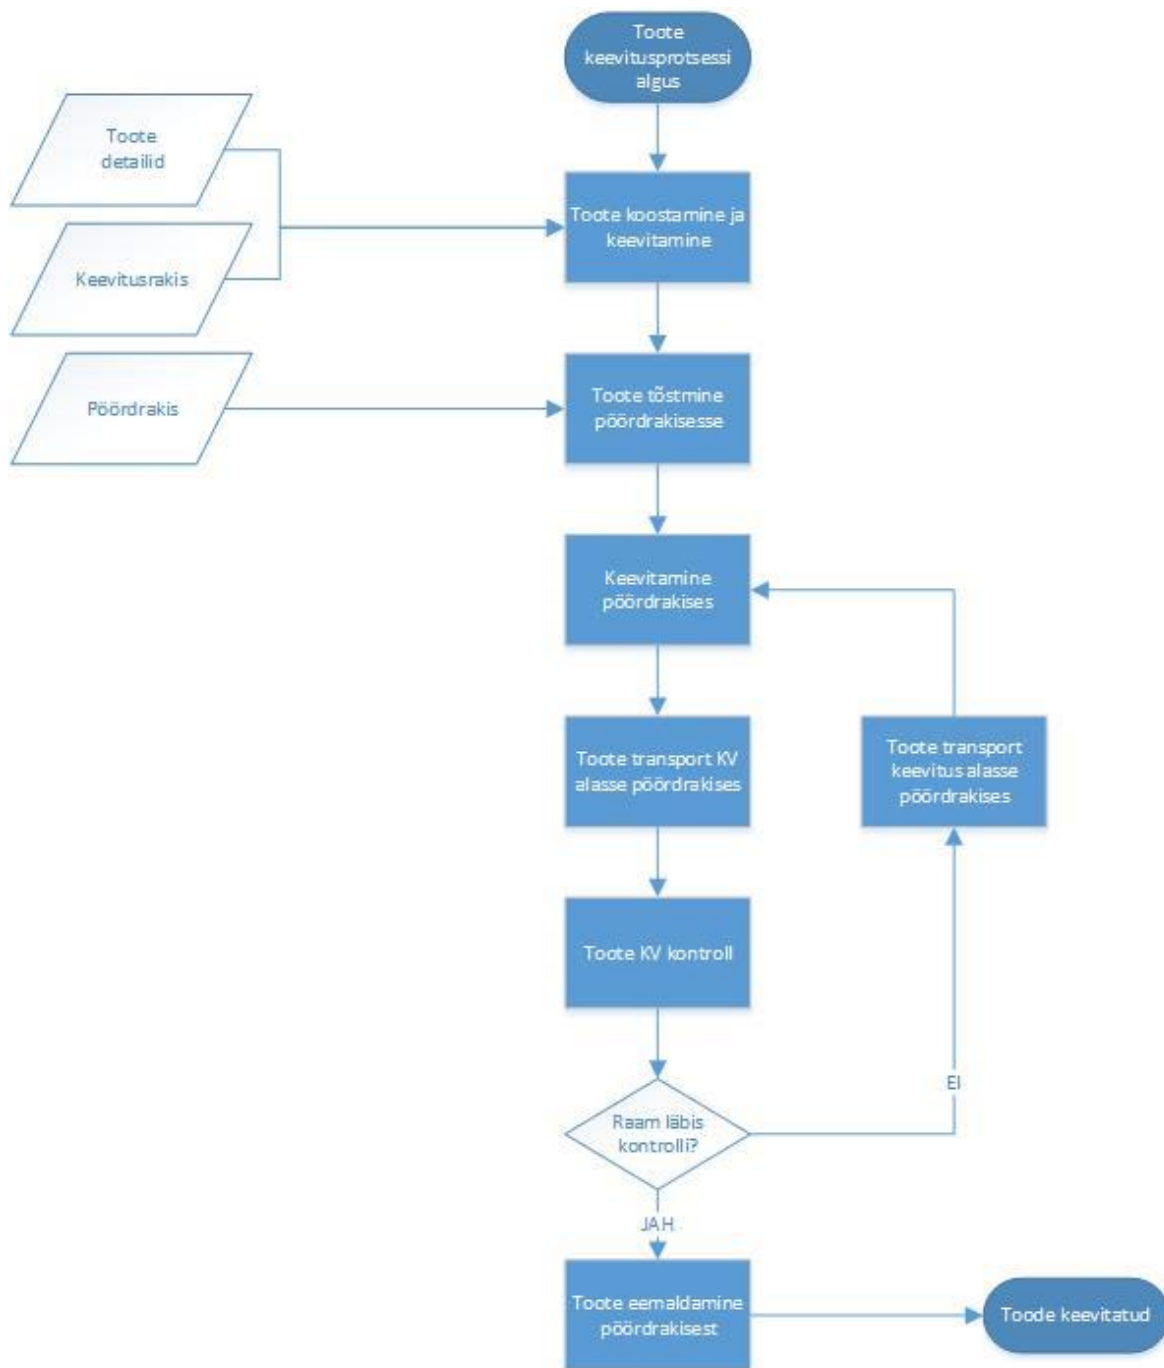 Toote
keevitusprotsessi
algus
Toote
detailid
Toote koostamine ja
keevitamine
Keevitusrakis
Pöördrakis
Toote tõstmine
pöördrakisesse
Keevitamine
pöördrakises
Toote transport KV
alasse pöördrakises
Toote transport
keevitus alasse
pöördrakises
Toote KV kontroll
EI
Raam läbis
kontrolli?
JAH
Toote eemaldamine
pöördrakisest
Toode keevitatud